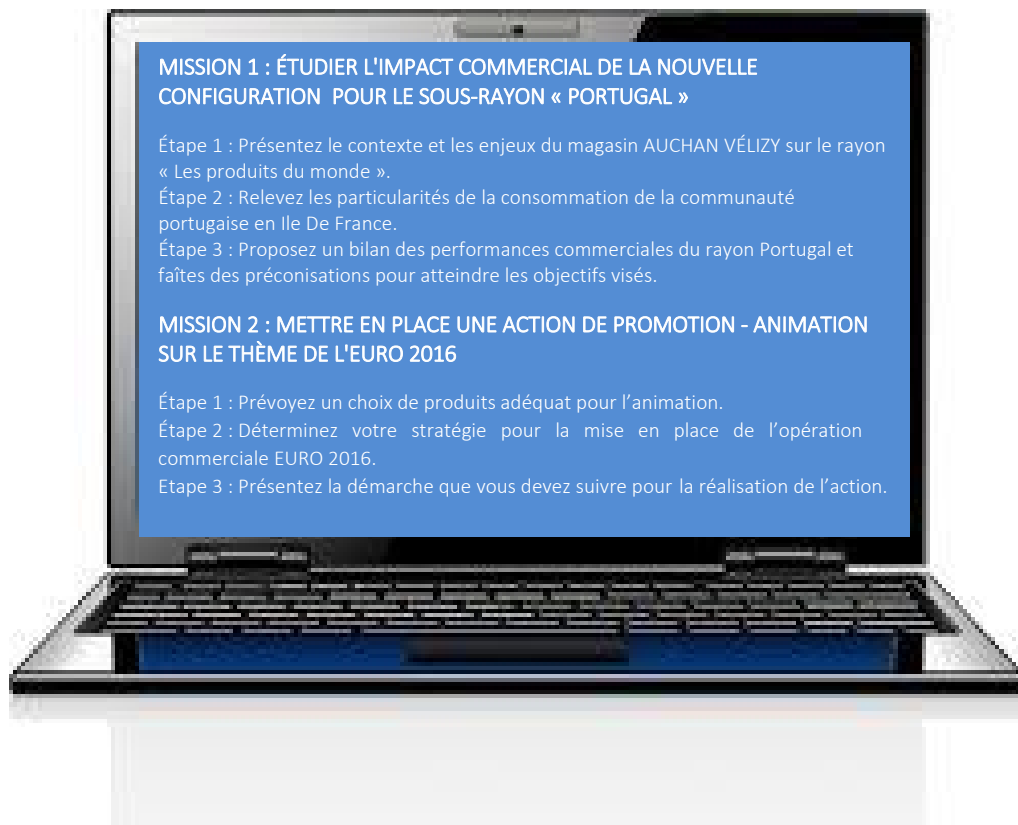 MISSION 1 : ÉTUDIER L'IMPACT COMMERCIAL DE LA NOUVELLE
CONFIGURATION POUR LE SOUS-RAYON « PORTUGAL »
Étape 1 : Présentez le contexte et les enjeux du magasin AUCHAN VÉLIZY sur le rayon
« Les produits du monde ».
Étape 2 : Relevez les particularités de la consommation de la communauté
portugaise en Ile De France.
Étape 3 : Proposez un bilan des performances commerciales du rayon Portugal et
faîtes des préconisations pour atteindre les objectifs visés.
MISSION 2 : METTRE EN PLACE UNE ACTION DE PROMOTION - ANIMATION
SUR LE THÈME DE L'EURO 2016
Étape 1 : Prévoyez un choix de produits adéquat pour l’animation.
Étape 2 : Déterminez votre stratégie pour la mise en place de l’opération
commerciale EURO 2016.
Etape 3 : Présentez la démarche que vous devez suivre pour la réalisation de l’action.